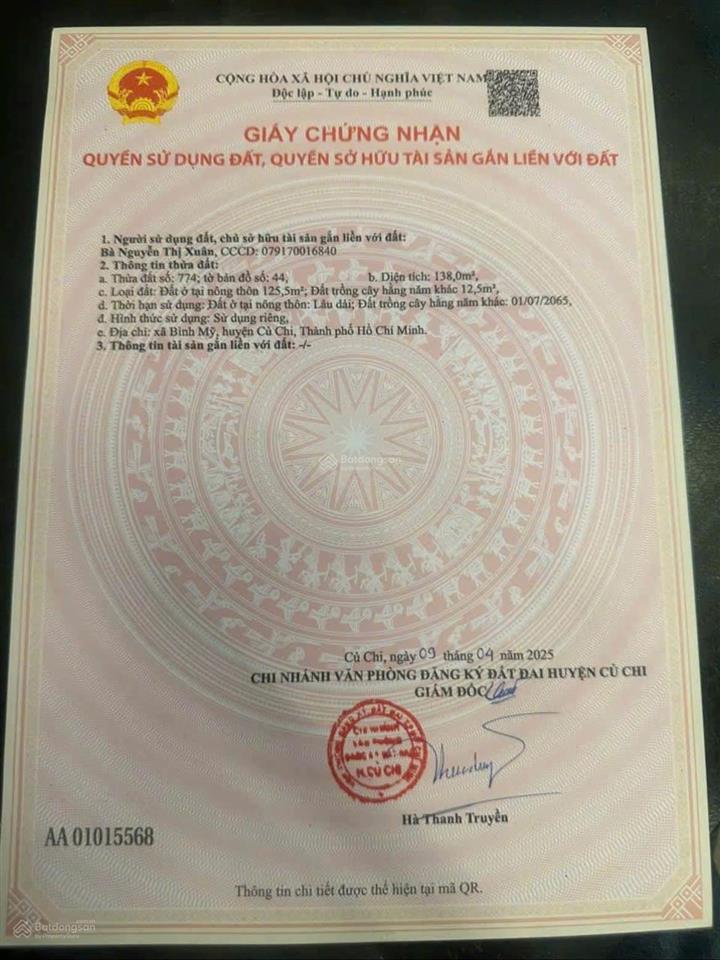 CỘNG HÒA XÃ HỘI CHỦ NGHĨA VIỆT NAM
Độc lập - Tự do - Hạnh phúc
GIẤY CHỨNG NHẬN
QUYỀN SỬ DỤNG ĐẤT, QUYỀN SỞ HỮU TÀI SẢN GẮN LIỀN VỚI ĐẤT
1. Người sử dụng đất, chủ sở hữu tài sản gắn liền với đất:
Bà Nguyễn Thị Xuân, CCCD: 079170016840
2. Thông tin thửa đất:
a. Thửa đất số: 774; tờ bản đồ số: 44, b. Diện tích: 138,0m²,
c. Loại đất: Đất ở tại nông thôn 125,5m²; Đất trồng cây hằng năm khác 12,5m²,
d. Thời hạn sử dụng: Đất ở tại nông thôn: Lâu dài; Đất trồng cây hằng năm khác: 01/07/2065,
đ. Hình thức sử dụng: Sử dụng riêng,
e. Địa chỉ: xã Bình Mỹ, huyện Củ Chi, Thành phố Hồ Chí Minh.
3. Thông tin tài sản gắn liền với đất: -/-
Batdongsan
Củ Chi, ngày 09 tháng 04 năm 2025
CHI NHÁNH VĂN PHÒNG ĐĂNG KÝ ĐẤT ĐAI HUYỆN CỦ CHI
GIÁM ĐỐC
CHI NHÁNH
VĂN PHÒNG
H.CỦ CHI
Hà Thanh Truyền
AA 01015568
Thông tin chi tiết được thể hiện tại mã QR.
Batdongsan